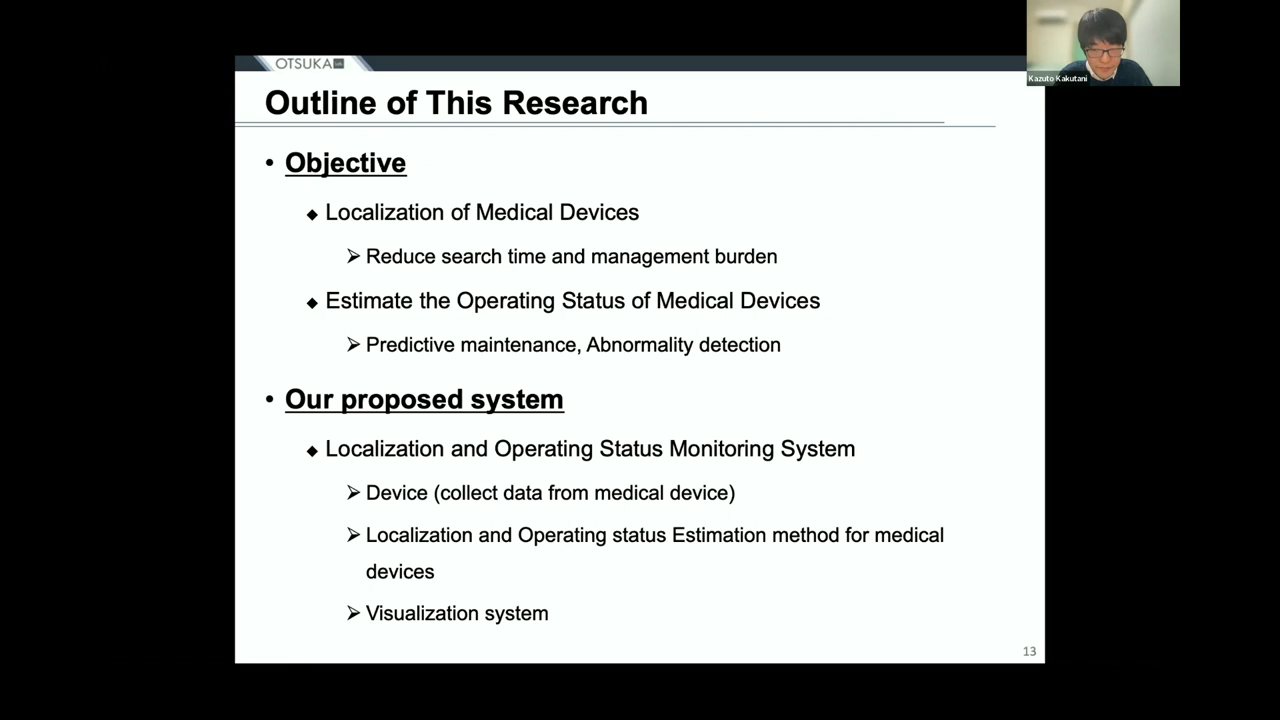 OTSUKA
Kazuto Kakutani
Outline of This Research
• Objective
◆ Localization of Medical Devices
➢ Reduce search time and management burden
◆ Estimate the Operating Status of Medical Devices
➢ Predictive maintenance, Abnormality detection
• Our proposed system
◆ Localization and Operating Status Monitoring System
➢ Device (collect data from medical device)
➢ Localization and Operating status Estimation method for medical
devices
➢ Visualization system
13